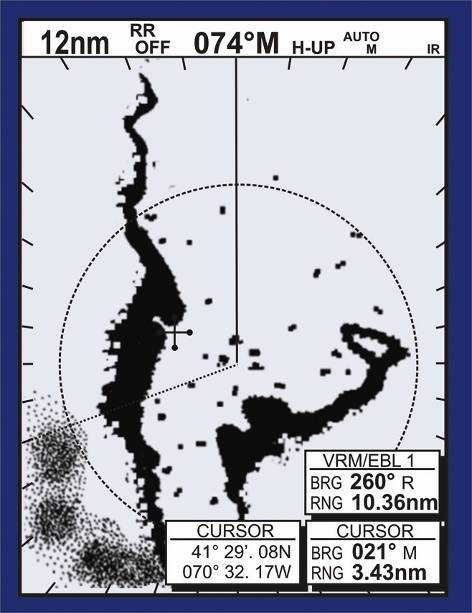 12nm RR OFF 074°M H-UP AUTO M IR
VRM/EBL 1
BRG 260° R
RNG 10.36nm
CURSOR
41° 29'. 08N
070° 32. 17W
CURSOR
BRG 021° M
RNG 3.43nm